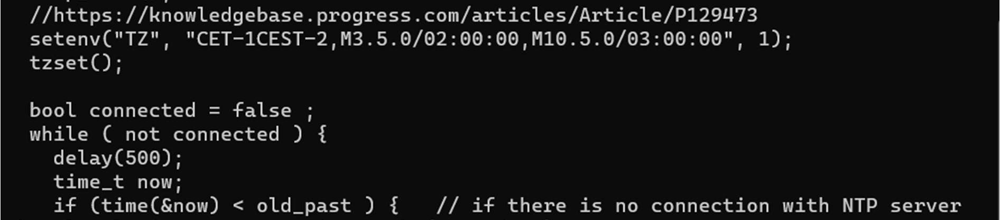 //https://knowledgebase.progress.com/articles/Article/P129473
setenv("TZ", "CET-1CEST-2,M3.5.0/02:00:00,M10.5.0/03:00:00", 1);
tzset();
bool connected = false ;
while ( not connected ) {
delay(500);
time_t now;
if (time(&now) < old_past ) {   // if there is no connection with NTP server